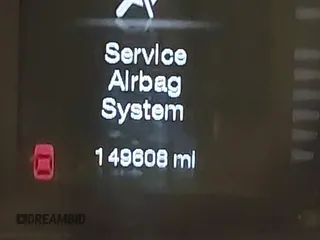 Service
Airbag
System
149608 mi
DREAMBID